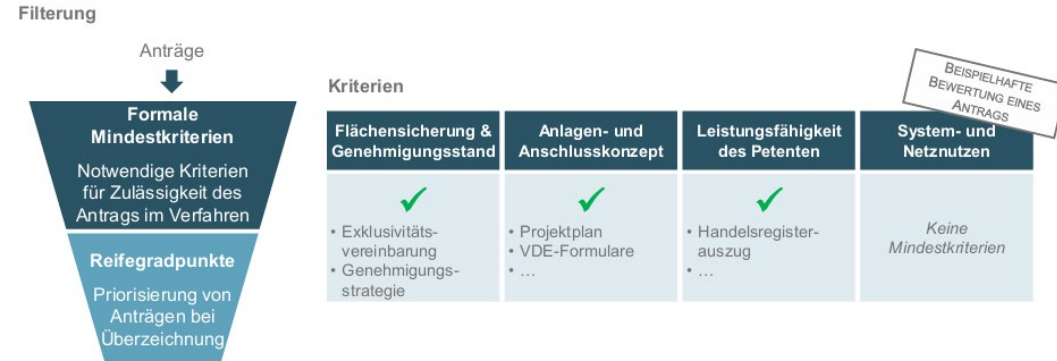 Filterung
Anträge
Formale
Mindestkriterien
Notwendige Kriterien
für Zulässigkeit des
Antrags im Verfahren
Reifegradpunkte
Priorisierung von
Anträgen bei
Überzeichnung
Kriterien
BEISPIELHAFTE
BEWERTUNG EINES
ANTRAGS
Flächensicherung &
Genehmigungsstand
Anlagen- und
Anschlusskonzept
Leistungsfähigkeit
des Petenten
System- und
Netznutzen
• Exklusivitäts-
vereinbarung
• Genehmigungs-
strategie
• Projektplan
• VDE-Formulare
• …
• Handelsregister-
auszug
• …
Keine
Mindestkriterien